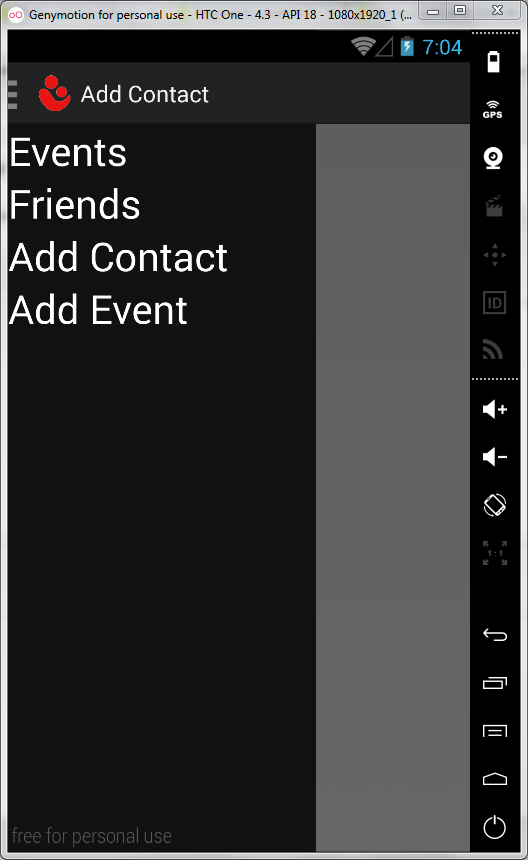 Genymotion for personal use - HTC One - 4.3 - API 18 - 1080x1920_1 (...
7:04
Add Contact
GPS
Events
Friends
Add Contact
Add Event
ID
1:1
free for personal use